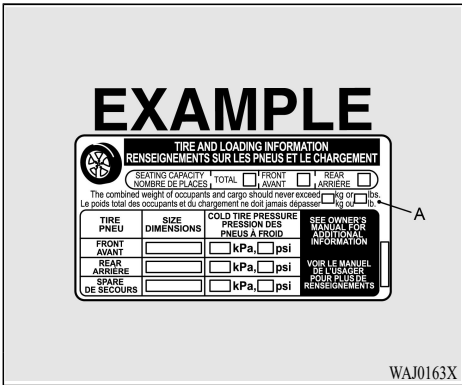 EXAMPLE
TIRE AND LOADING INFORMATION
RENSEIGNEMENTS SUR LES PNEUS ET LE CHARGEMENT
SEATING CAPACITY
NOMBRE DE PLACES
TOTAL
FRONT
AVANT
REAR
ARRIÈRE
The combined weight of occupants and cargo should never exceed kg or lbs.
Le poids total des occupants et du chargement ne doit jamais dépasser kg ou lb.
A
TIRE
PNEU
SIZE
DIMENSIONS
COLD TIRE PRESSURE
PRESSION DES
PNEUS À FROID
SEE OWNER'S
MANUAL FOR
ADDITIONAL
INFORMATION
VOIR LE MANUEL
DE L'USAGER
POUR PLUS DE
RENSEIGNEMENTS
FRONT
AVANT
kPa, psi
REAR
ARRIÈRE
kPa, psi
SPARE
DE SECOURS
kPa, psi
WAJ0163X